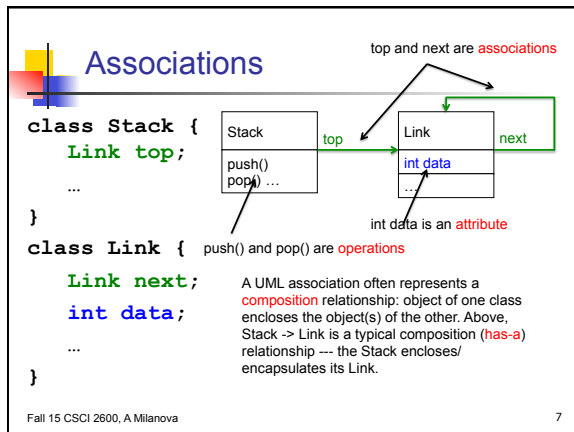 Associations
top and next are associations
class Stack {
Link top;
…
}
class Link {
Link next;
int data;
…
}
Stack
push()
pop() …
top
Link
int data
…
next
int data is an attribute
push() and pop() are operations
A UML association often represents a
composition relationship: object of one class
encloses the object(s) of the other. Above,
Stack -> Link is a typical composition (has-a)
relationship --- the Stack encloses/
encapsulates its Link.
Fall 15 CSCI 2600, A Milanova
7